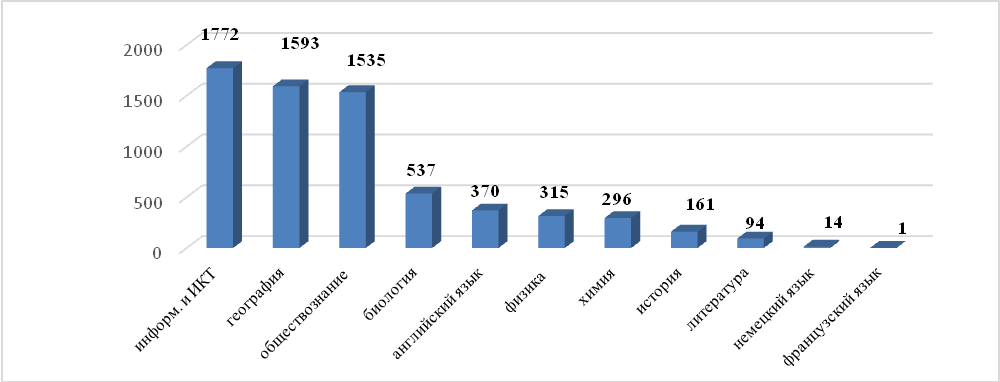 1772
1593
1535
537
370
315
296
161
94
14
1
2000
1500
1000
500
0
информ. и ИКТ
география
обществознание
биология
английский язык
физика
химия
история
литература
немецкий язык
французский язык